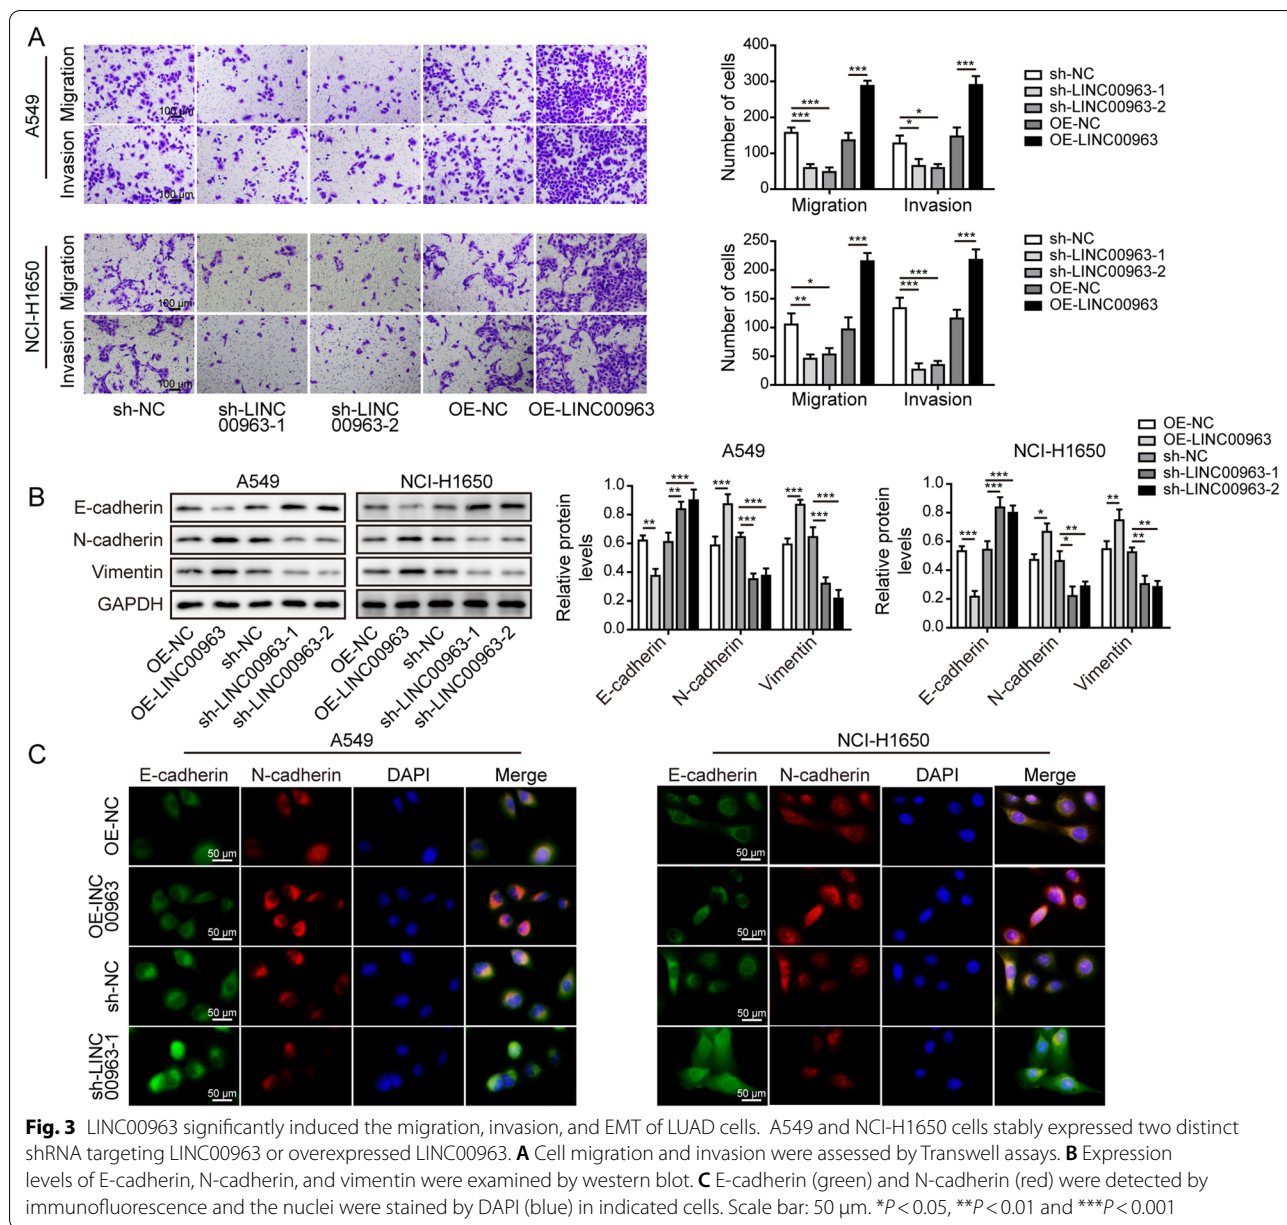 A
A549
Migration
Invasion
100 µm
100 µm
NCI-H1650
Migration
Invasion
100 µm
100 µm
sh-NC
sh-LINC
00963-1
sh-LINC
00963-2
OE-NC
OE-LINC00963
Number of cells
400
300
200
100
0
*** *** *** * * ***
Migration Invasion
sh-NC
sh-LINC00963-1
sh-LINC00963-2
OE-NC
OE-LINC00963
Number of cells
250
200
150
100
50
0
** * *** *** *** ***
Migration Invasion
sh-NC
sh-LINC00963-1
sh-LINC00963-2
OE-NC
OE-LINC00963
B
A549 NCI-H1650
E-cadherin
N-cadherin
Vimentin
GAPDH
OE-NC
OE-LINC00963
sh-NC
sh-LINC00963-1
sh-LINC00963-2
OE-NC
OE-LINC00963
sh-NC
sh-LINC00963-1
sh-LINC00963-2
A549
Relative protein
levels
1.0
0.8
0.6
0.4
0.2
0.0
** ** *** *** *** *** *** *** ***
E-cadherin
N-cadherin
Vimentin
NCI-H1650
Relative protein
levels
1.0
0.8
0.6
0.4
0.2
0.0
*** *** *** * * ** ** ** **
E-cadherin
N-cadherin
Vimentin
OE-NC
OE-LINC00963
sh-NC
sh-LINC00963-1
sh-LINC00963-2
C
A549
E-cadherin N-cadherin DAPI Merge
NCI-H1650
E-cadherin N-cadherin DAPI Merge
OE-NC
50 µm
50 µm
OE-INC
00963
50 µm
50 µm
sh-NC
50 µm
50 µm
sh-LINC
00963-1
50 µm
50 µm
Fig. 3 LINC00963 significantly induced the migration, invasion, and EMT of LUAD cells. A549 and NCI-H1650 cells stably expressed two distinct
shRNA targeting LINC00963 or overexpressed LINC00963. A Cell migration and invasion were assessed by Transwell assays. B Expression
levels of E-cadherin, N-cadherin, and vimentin were examined by western blot. C E-cadherin (green) and N-cadherin (red) were detected by
immunofluorescence and the nuclei were stained by DAPI (blue) in indicated cells. Scale bar: 50 µm. *P < 0.05, **P < 0.01 and ***P < 0.001